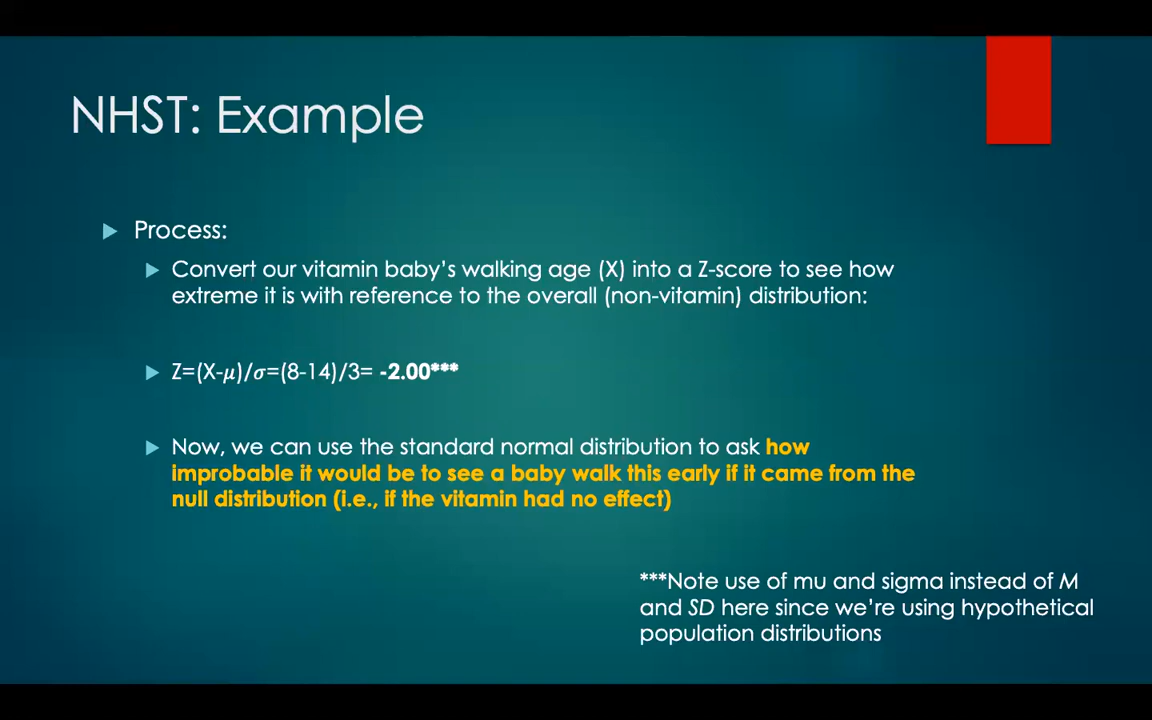 NHST: Example
Process:
Convert our vitamin baby's walking age (X) into a Z-score to see how
extreme it is with reference to the overall (non-vitamin) distribution:
Z=(X-𝜇)/𝜎=(8-14)/3= -2.00***
Now, we can use the standard normal distribution to ask how
improbable it would be to see a baby walk this early if it came from the
null distribution (i.e., if the vitamin had no effect)
***Note use of mu and sigma instead of M
and SD here since we're using hypothetical
population distributions